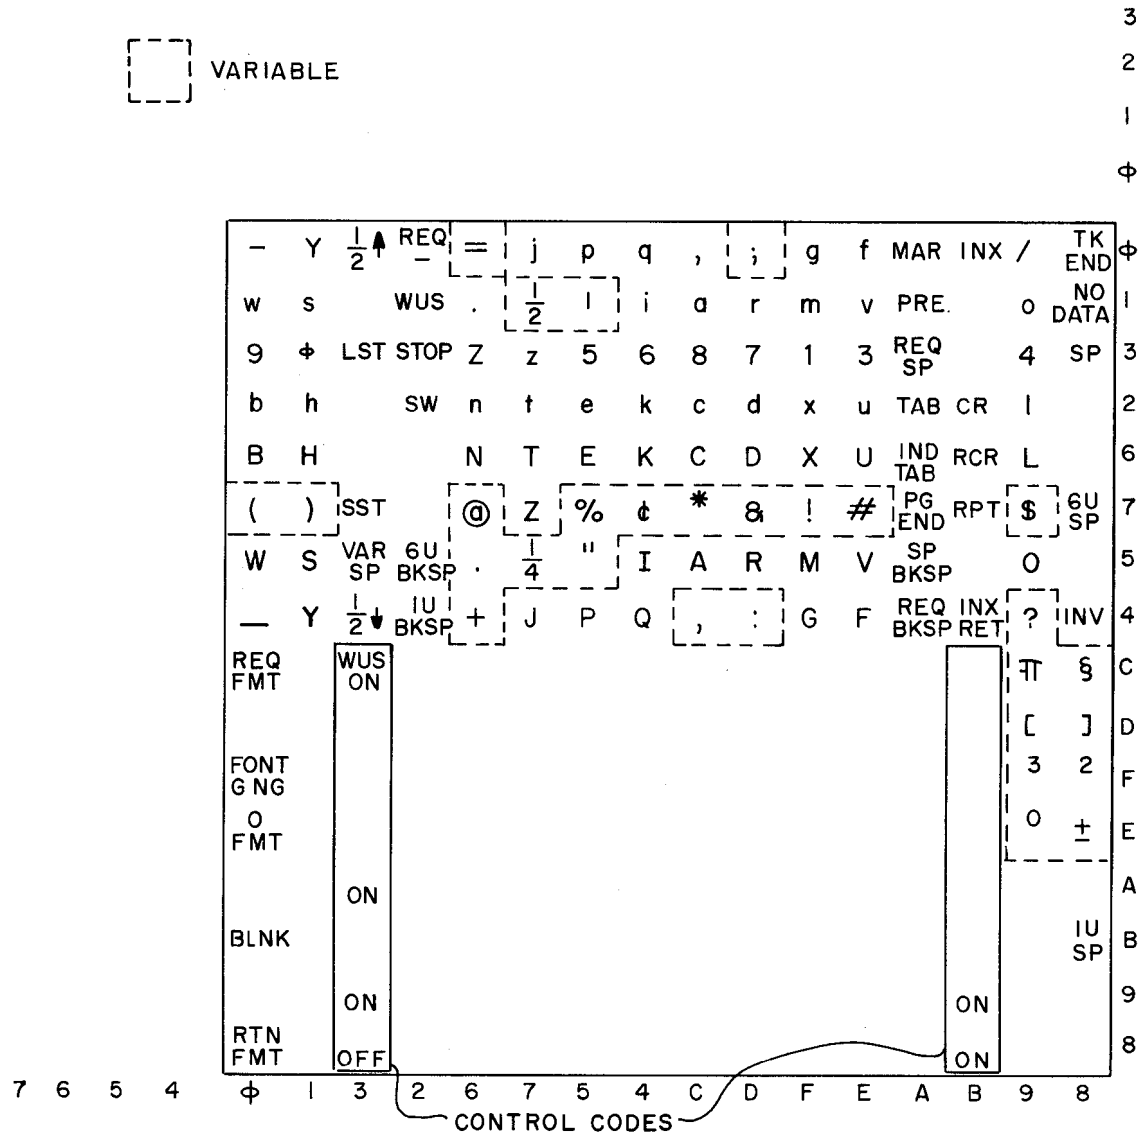 3
VARIABLE 2
1
ϕ
– Y ½↑ REQ – = j p q , ; g f MAR INX / TK END ϕ
w s WUS . ½ l i a r m v PRE. o NO DATA 1
9 ϕ LST STOP Z z 5 6 8 7 1 3 REQ SP 4 SP 3
b h SW n t e k c d x u TAB CR l 2
B H N T E K C D X U IND TAB RCR L 6
( ) SST @ Z % ¢ * & ! # PG END RPT $ 6U SP 7
W S VAR SP 6U BKSP . ¼ " I A R M V SP BKSP O 5
— Y ½↓ IU BKSP + J P Q , : G F REQ BKSP INX RET ? INV 4
REQ FMT WUS ON ¶ § C
[ ] D
FONT G NG 3 2 F
O FMT O ± E
ON A
BLNK IU SP B
ON ON 9
RTN FMT OFF ON 8
7 6 5 4 ϕ 1 3 2 6 7 5 4 C D F E A B 9 8
CONTROL CODES